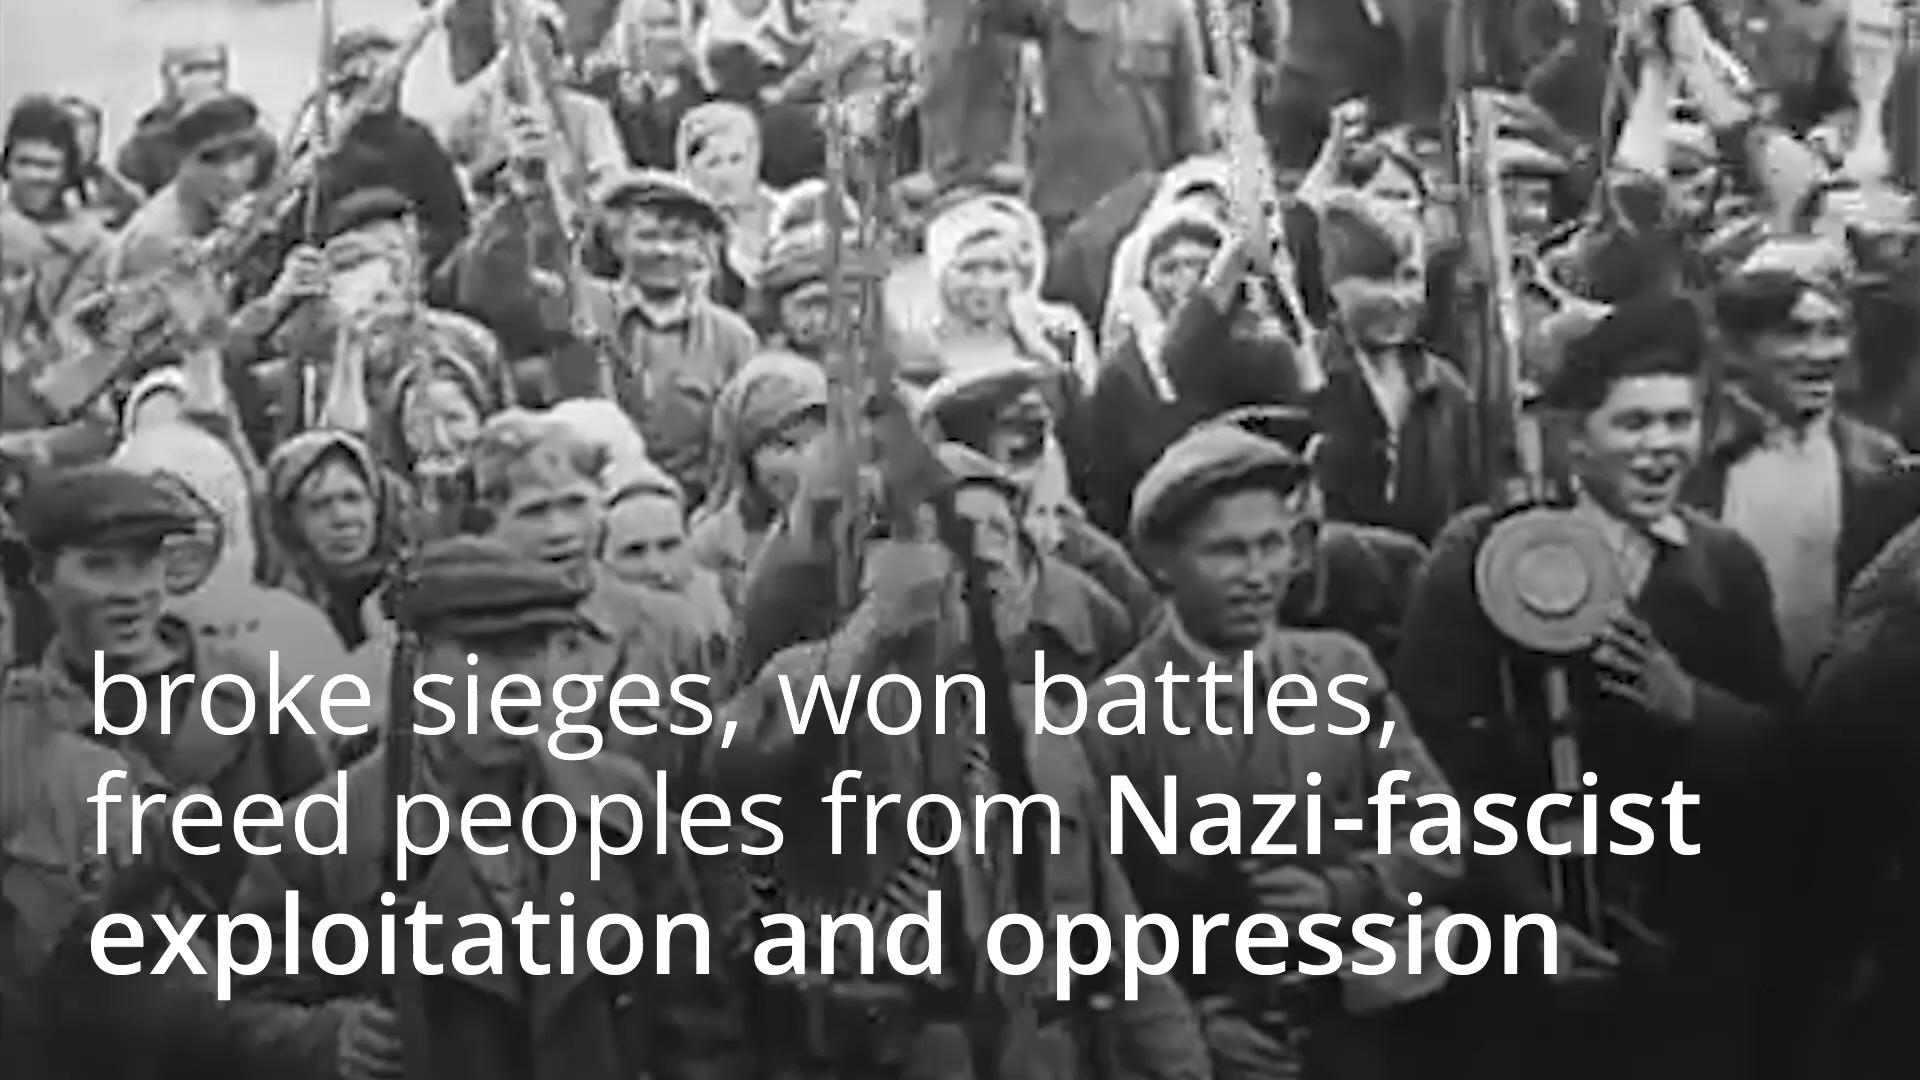 broke sieges, won battles,
freed peoples from Nazi-fascist
exploitation and oppression